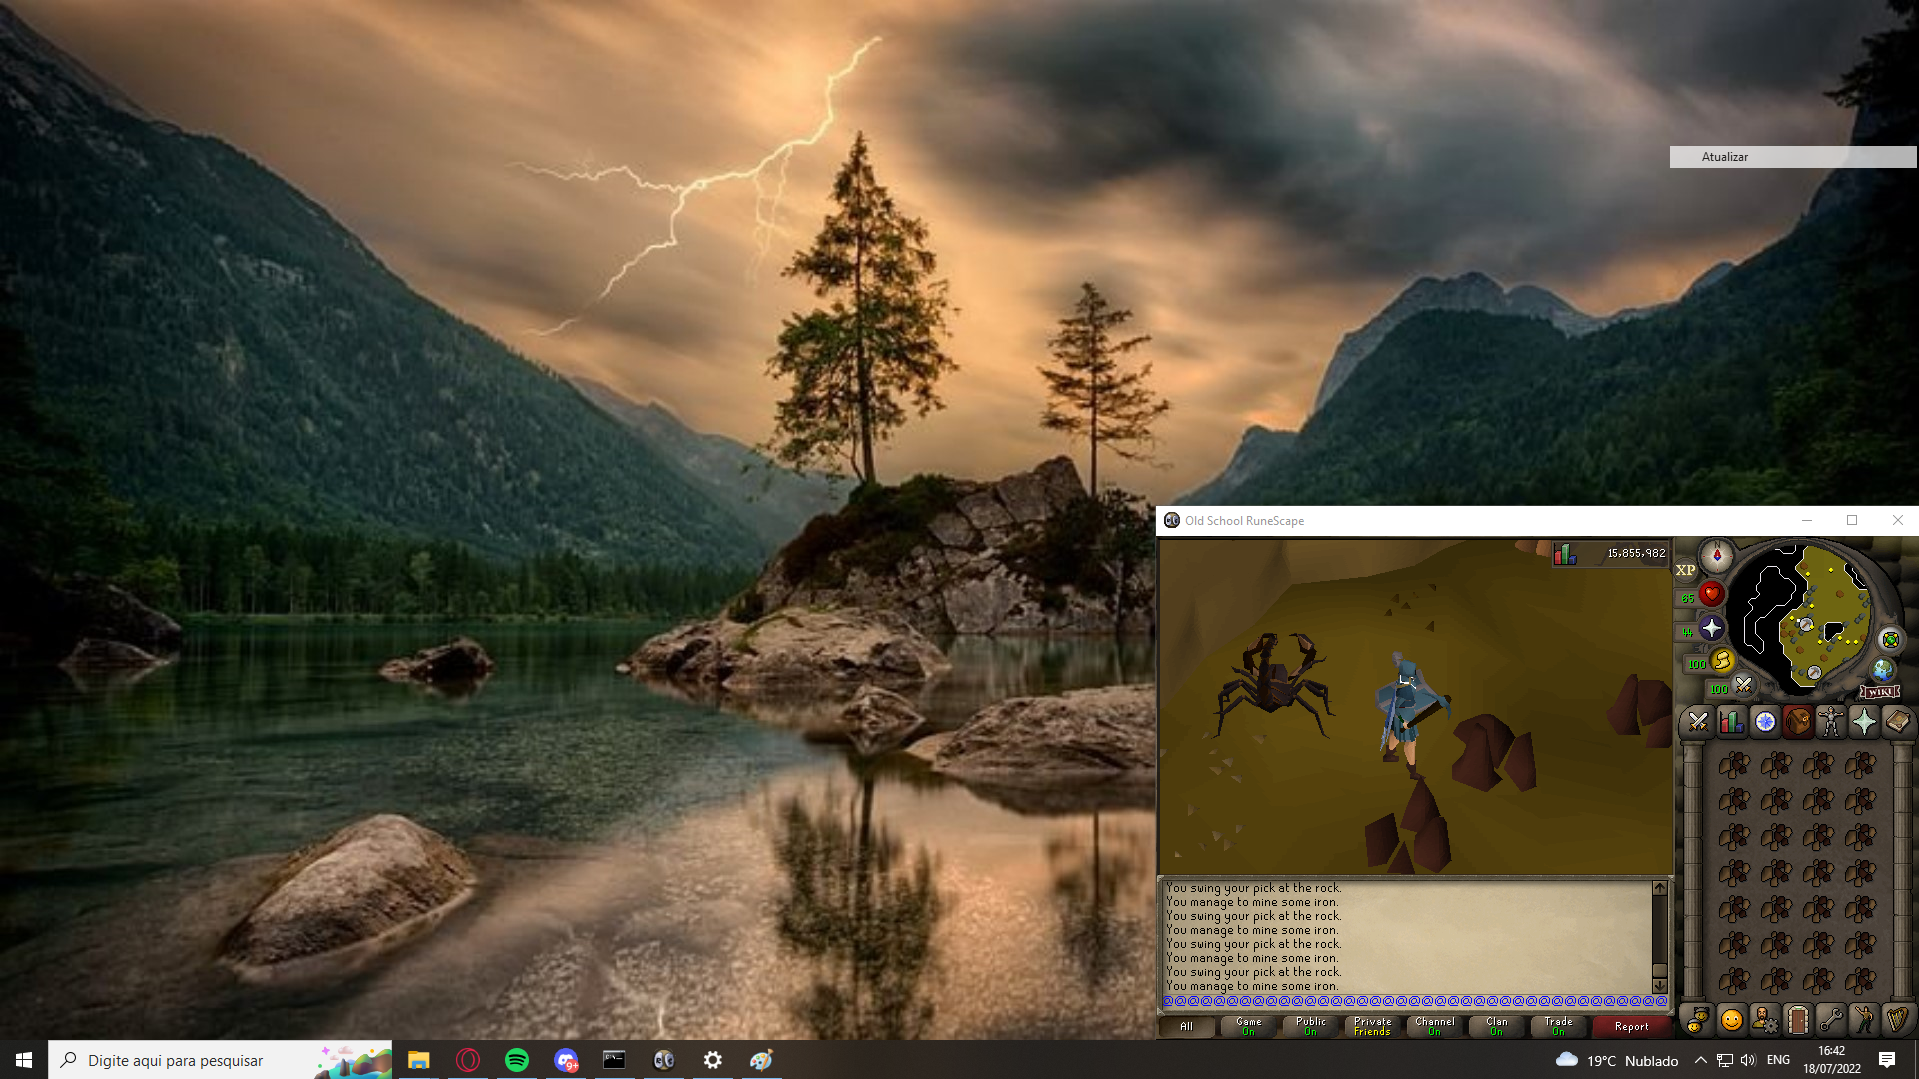 Atualizar
Old School RuneScape
15,855,982
XP
65
44
100
100
WIKI
You swing your pick at the rock.
You manage to mine some iron.
You swing your pick at the rock.
You manage to mine some iron.
You swing your pick at the rock.
You manage to mine some iron.
You swing your pick at the rock.
You manage to mine some iron.
@@@@@@@@@@@@@@@@@@@@@@@@@@@@@@@@@@@@@@@
All
Game
On
Public
On
Private
Friends
Channel
On
Clan
On
Trade
On
Report
Digite aqui para pesquisar
9+
19°C Nublado
ENG
16:42
18/07/2022